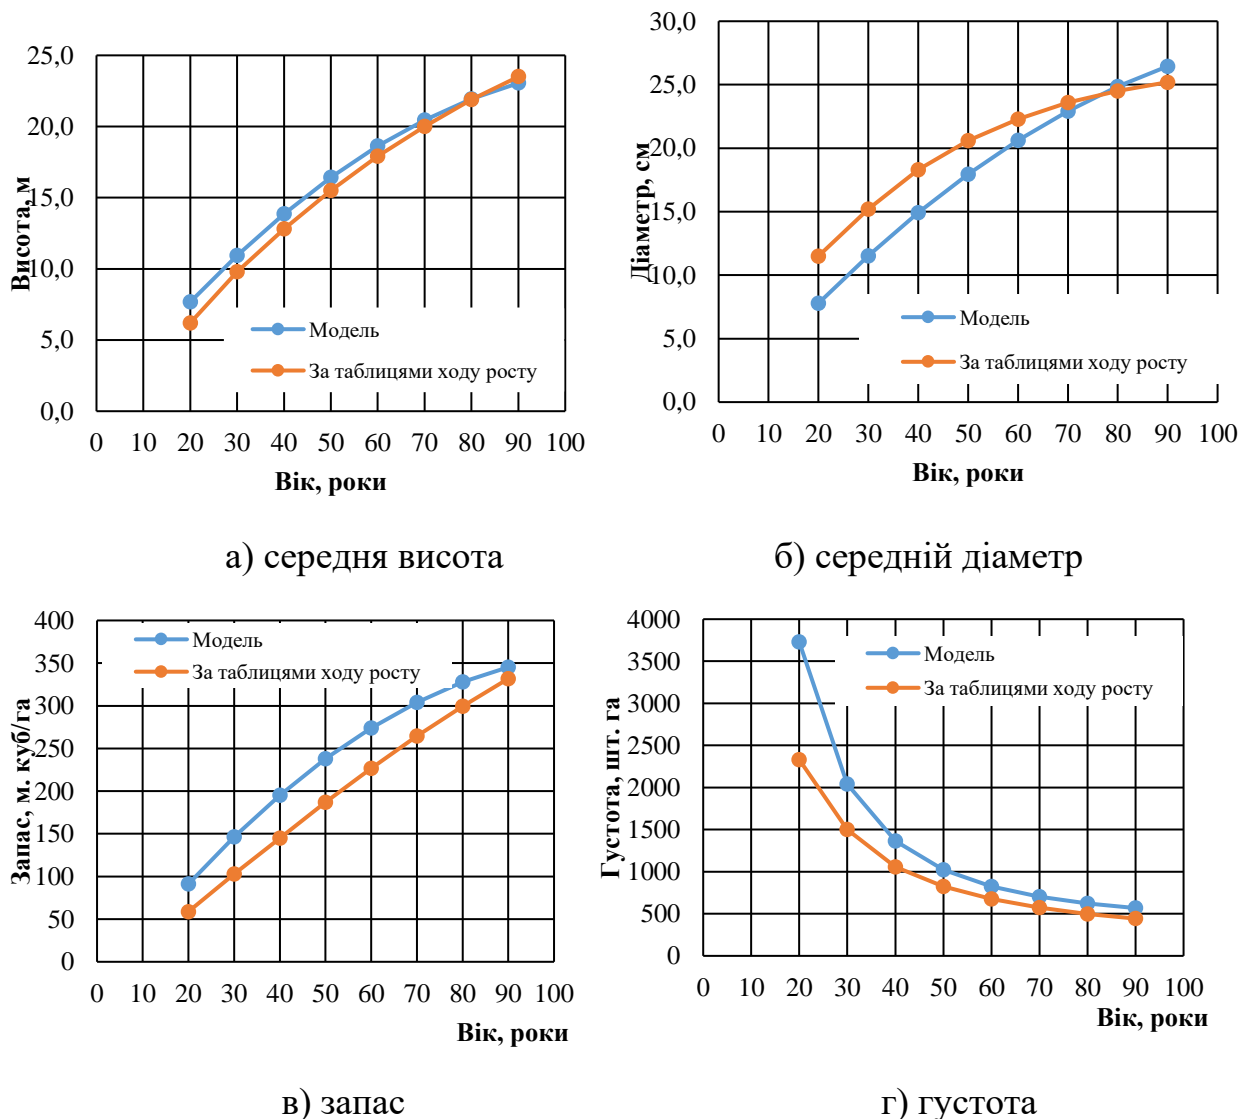 25,0
20,0
15,0
10,0
5,0
0,0
Висота, м
Модель
За таблицями ходу росту
0 10 20 30 40 50 60 70 80 90 100
Вік, роки
а) середня висота
30,0
25,0
20,0
15,0
10,0
5,0
0,0
Діаметр, см
Модель
За таблицями ходу росту
0 10 20 30 40 50 60 70 80 90 100
Вік, роки
б) середній діаметр
400
350
300
250
200
150
100
50
0
Запас, м. куб/га
Модель
За таблицями ходу росту
0 10 20 30 40 50 60 70 80 90 100
Вік, роки
в) запас
4000
3500
3000
2500
2000
1500
1000
500
0
Густота, шт. га
Модель
За таблицями ходу росту
0 10 20 30 40 50 60 70 80 90 100
Вік, роки
г) густота